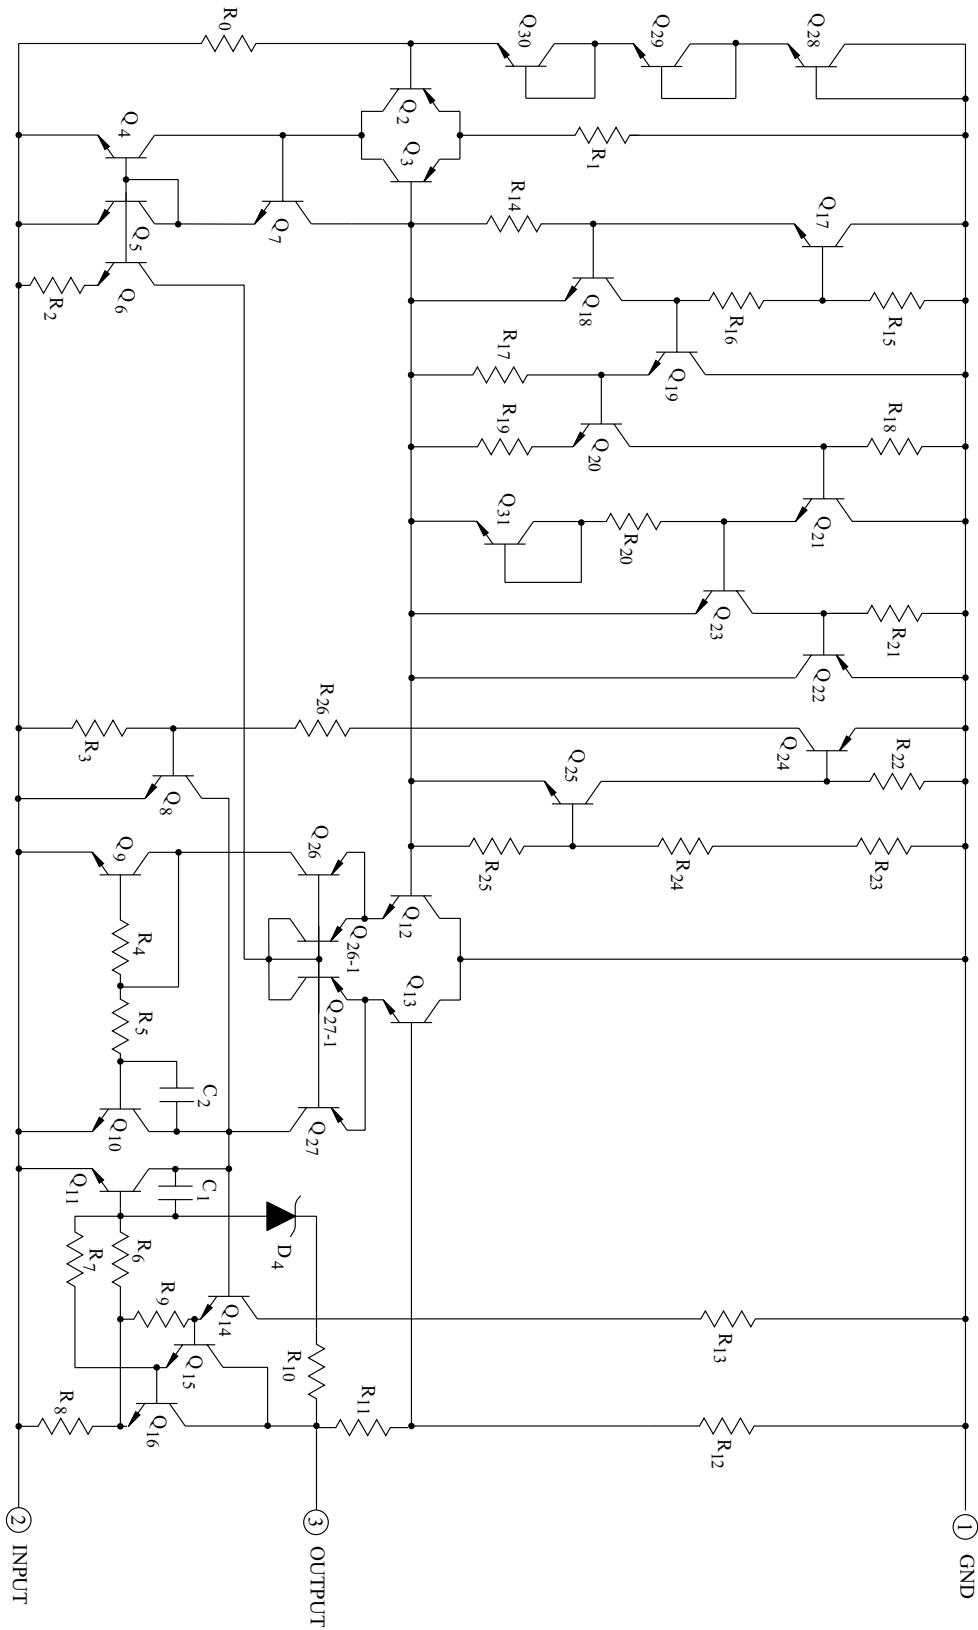 1 GND
R15
R18
R21
R22
R23
Q28
Q17
Q21
Q22
Q24
R16
Q23
R13
R12
Q29
Q19
R20
R24
R1
Q18
Q20
Q25
Q30
R14
R17
R19
Q31
R25
Q2
Q3
Q12
Q13
Q26-1
Q27-1
R11
R26
Q26
Q27
3 OUTPUT
Q7
D4
R10
R0
C2
C1
Q14
Q8
R9
Q15
Q5
R4
R5
R6
Q16
Q4
Q6
Q9
Q10
R3
Q11
R7
R8
R2
2 INPUT